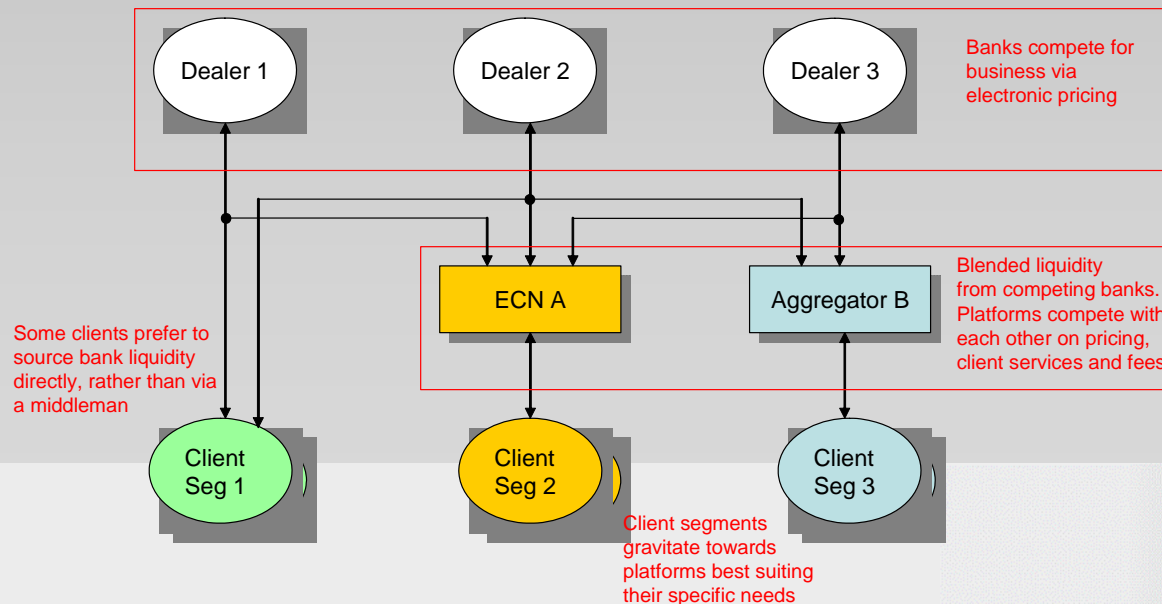 Dealer 1
Dealer 2
Dealer 3
Banks compete for
business via
electronic pricing
ECN A
Aggregator B
Blended liquidity
from competing banks.
Platforms compete with
each other on pricing,
client services and fees
Some clients prefer to
source bank liquidity
directly, rather than via
a middleman
Client
Seg 1
Client
Seg 2
Client
Seg 3
Client segments
gravitate towards
platforms best suiting
their specific needs